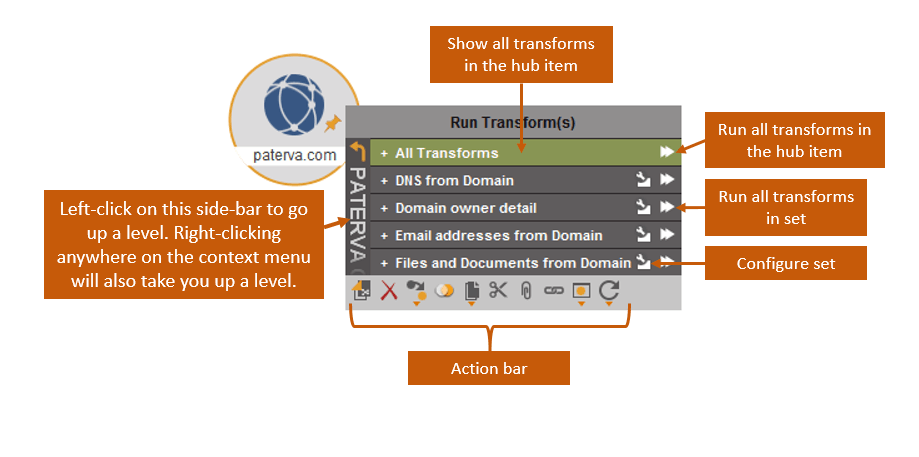 Show all transforms
in the hub item
Run Transform(s)
paterva.com
+ All Transforms
Run all transforms in
the hub item
+ DNS from Domain
+ Domain owner detail
Run all transforms
in set
+ Email addresses from Domain
+ Files and Documents from Domain
Configure set
PATERVA
Left-click on this side-bar to go
up a level. Right-clicking
anywhere on the context menu
will also take you up a level.
Action bar